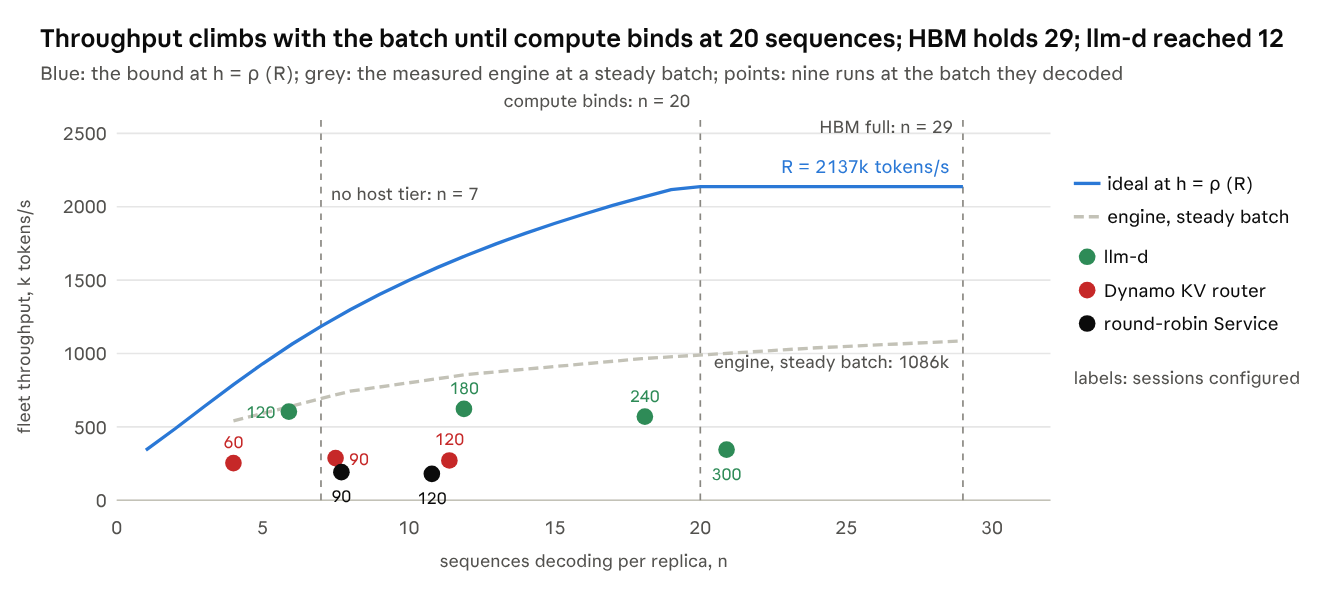 Throughput climbs with the batch until compute binds at 20 sequences; HBM holds 29; llm-d reached 12
Blue: the bound at h = ρ (R); grey: the measured engine at a steady batch; points: nine runs at the batch they decoded
compute binds: n = 20
HBM full: n = 29
R = 2137k tokens/s
no host tier: n = 7
engine, steady batch: 1086k
fleet throughput, k tokens/s
2500
2000
1500
1000
500
0
120
180
240
300
60
90
120
90
120
0
5
10
15
20
25
30
sequences decoding per replica, n
ideal at h = ρ (R)
engine, steady batch
llm-d
Dynamo KV router
round-robin Service
labels: sessions configured